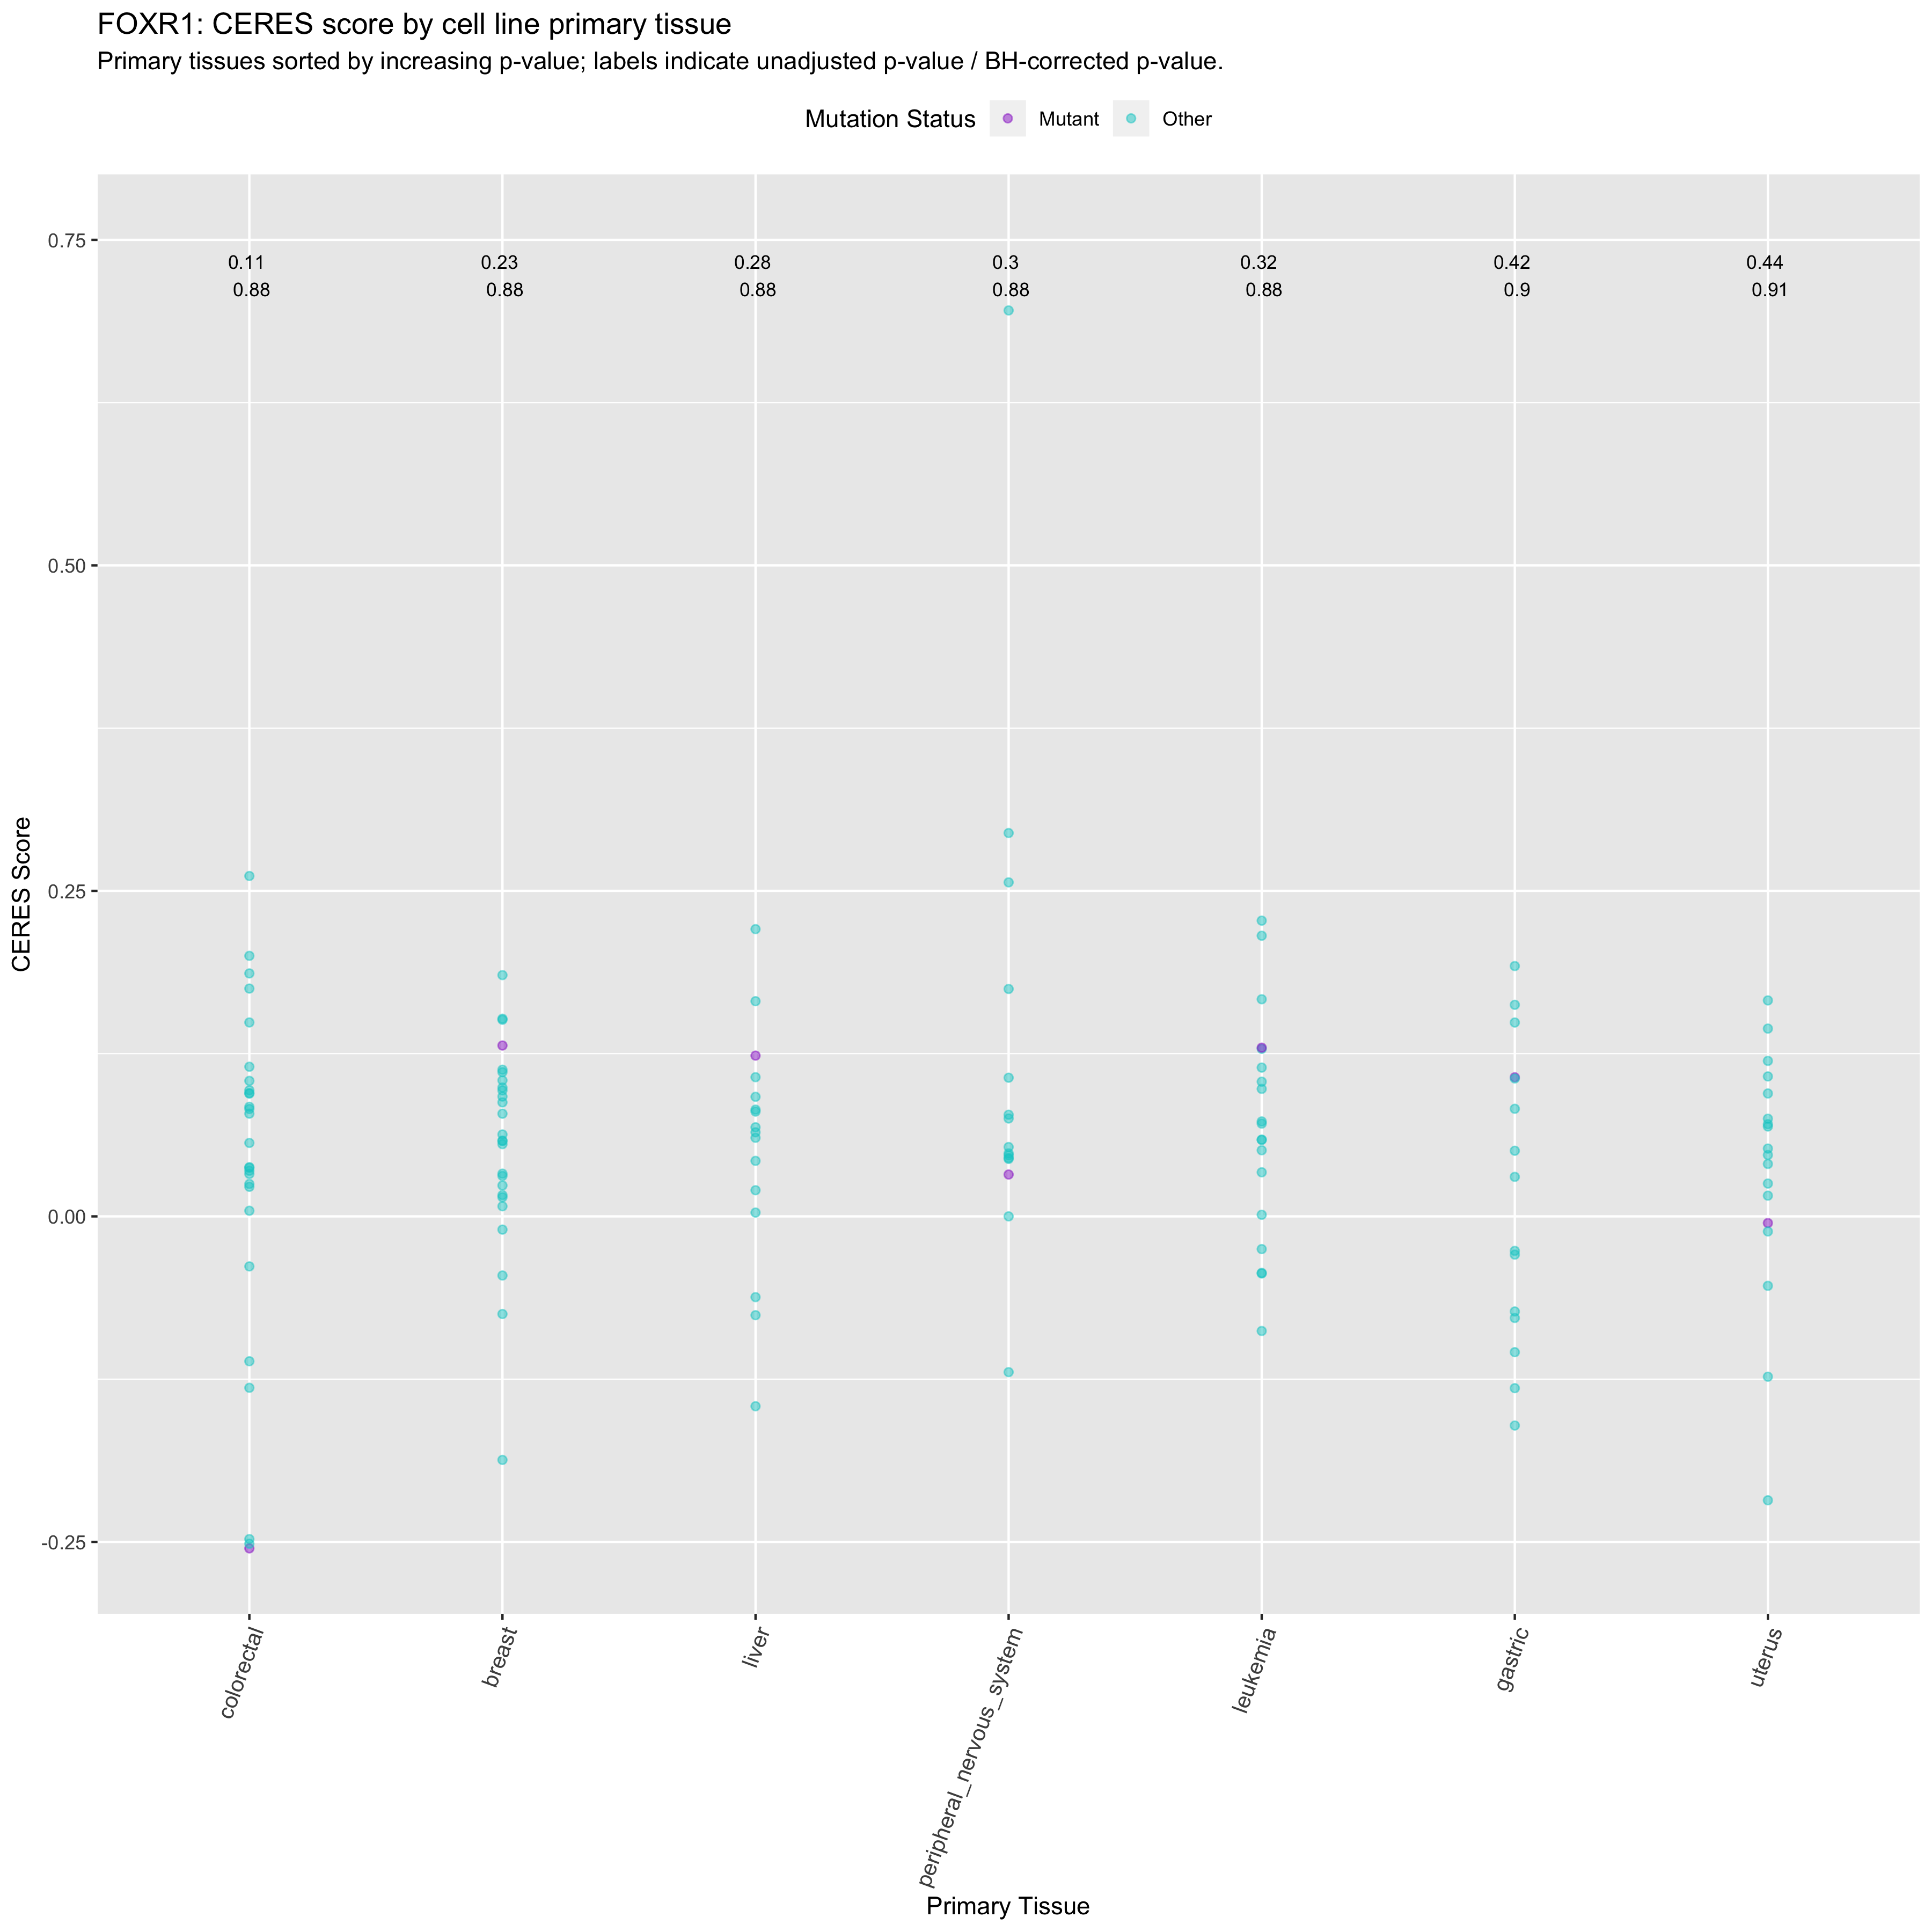 FOXR1: CERES score by cell line primary tissue
Primary tissues sorted by increasing p-value; labels indicate unadjusted p-value / BH-corrected p-value.
Mutation Status Mutant Other
0.75
0.11 0.23 0.28 0.3 0.32 0.42 0.44
0.88 0.88 0.88 0.88 0.88 0.9 0.91
0.50
0.25
0.00
-0.25
CERES Score
colorectal breast liver peripheral_nervous_system leukemia gastric uterus
Primary Tissue